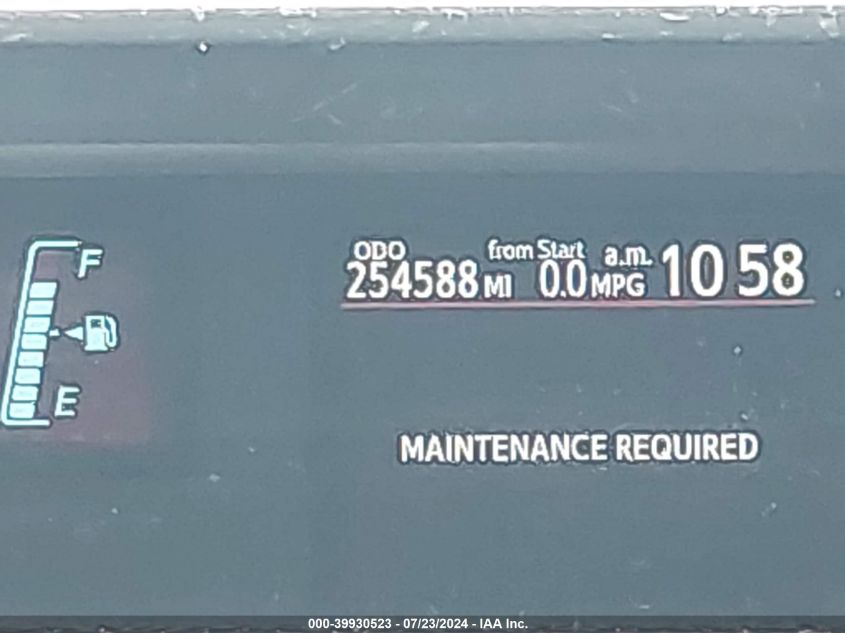 F
E
ODO from Start a.m. 10 58
254588 MI 0.0 MPG
MAINTENANCE REQUIRED
000-39930523 - 07/23/2024 - IAA Inc.